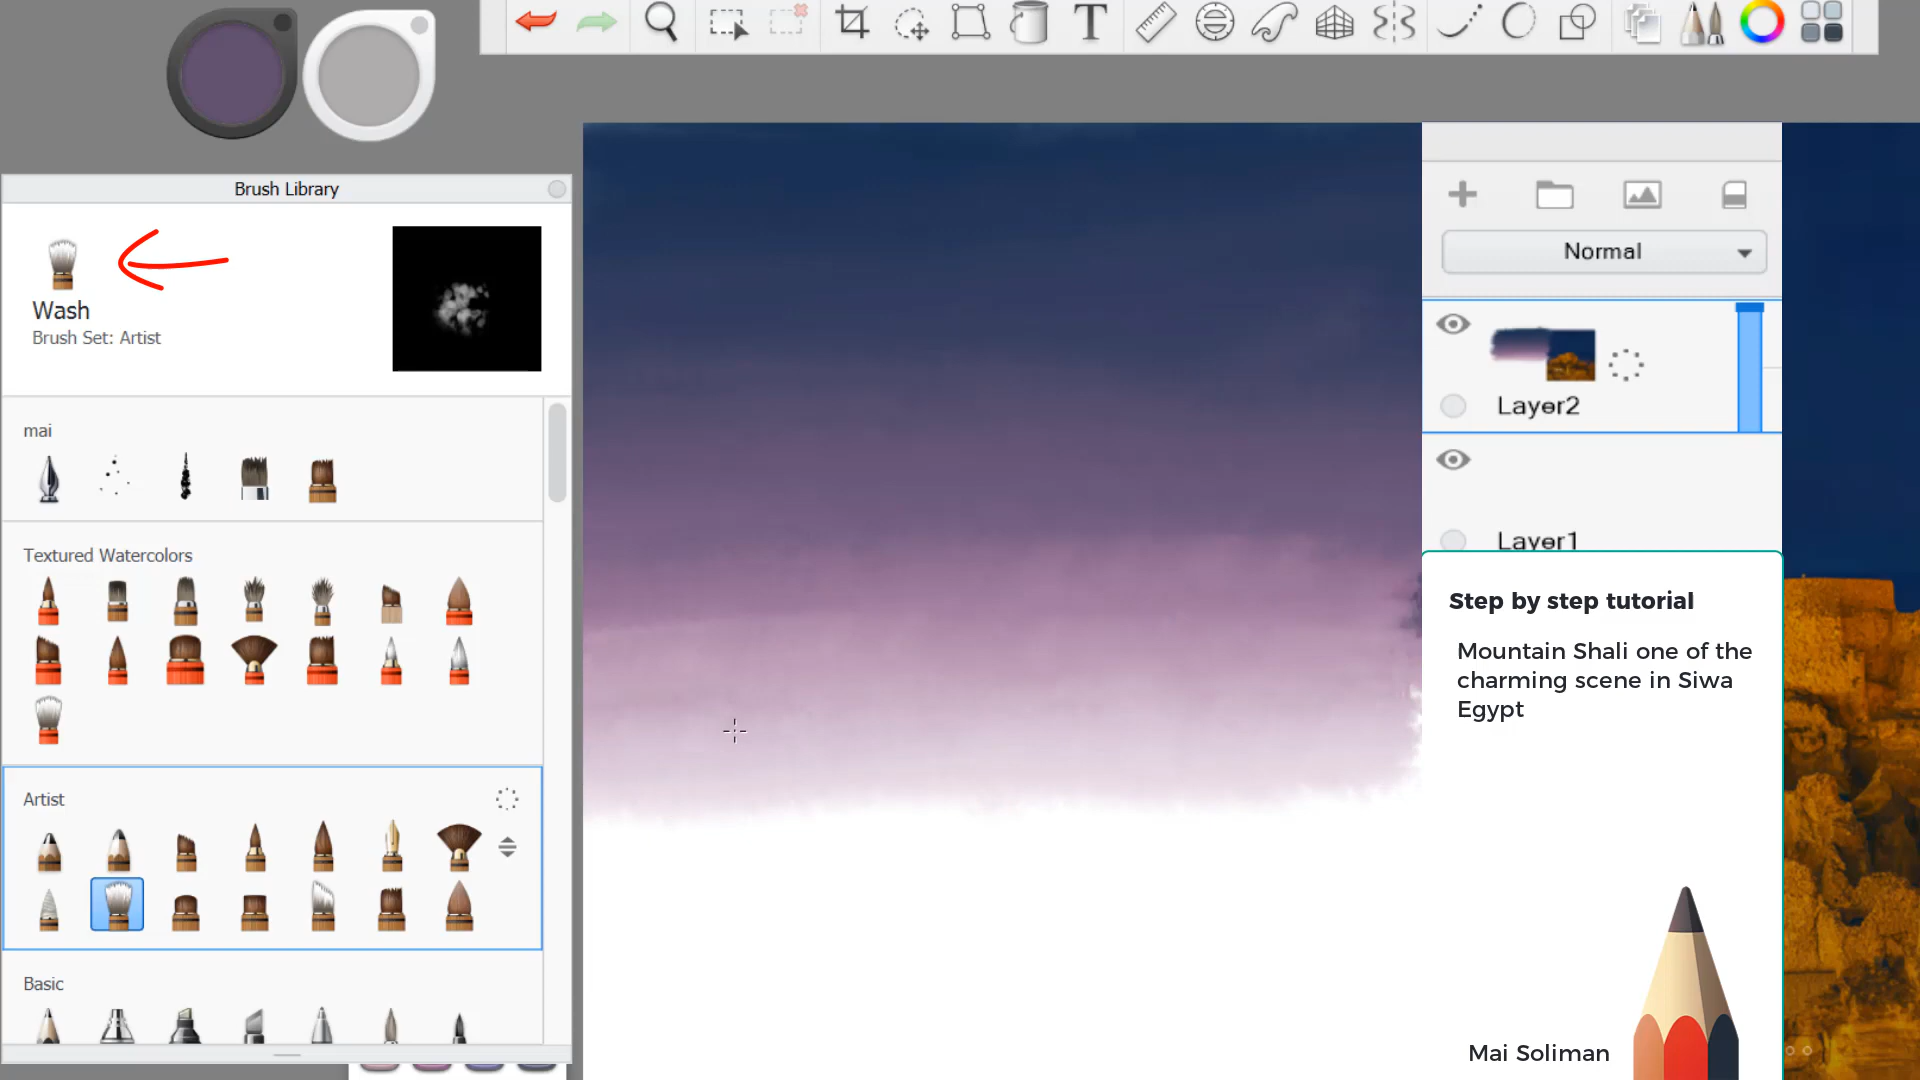 T
Brush Library
Wash
Brush Set: Artist
mai
Textured Watercolors
Artist
Basic
Normal
Layer2
Layer1
Step by step tutorial
Mountain Shali one of the
charming scene in Siwa
Egypt
Mai Soliman